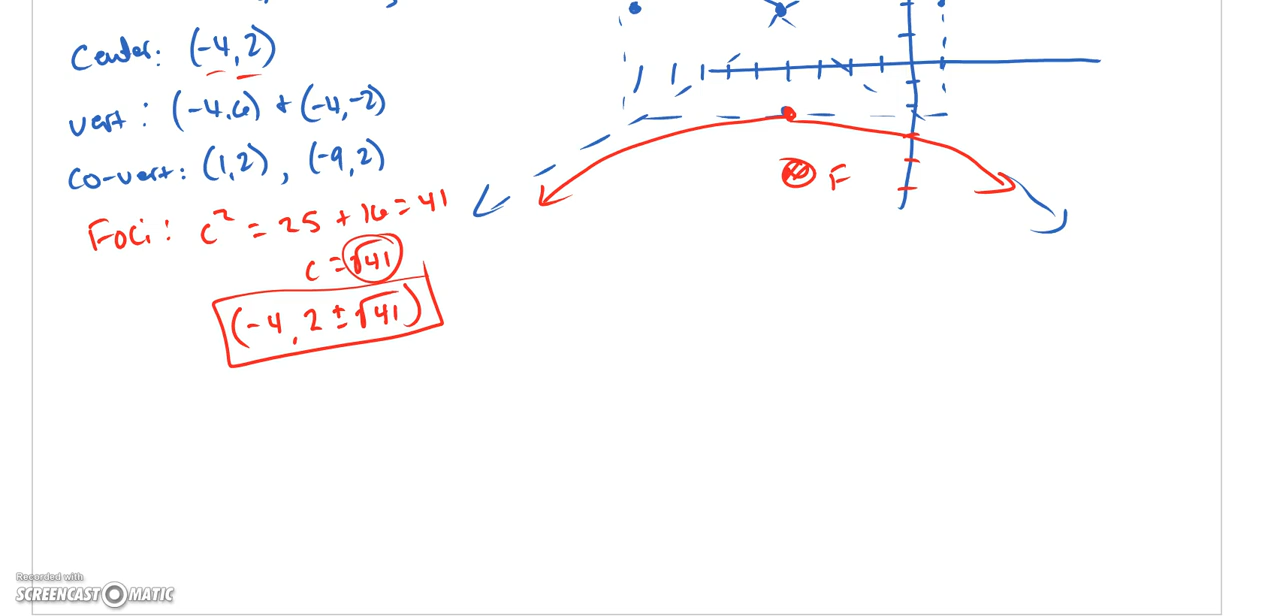 Center: (-4, 2)
Vert: (-4, 6) + (-4, -2)
Co-vert: (1, 2), (-9, 2)
Foci: c² = 25 + 16 = 41
c = √41
(-4, 2 ± √41)
F
Recorded with
SCREENCAST O MATIC